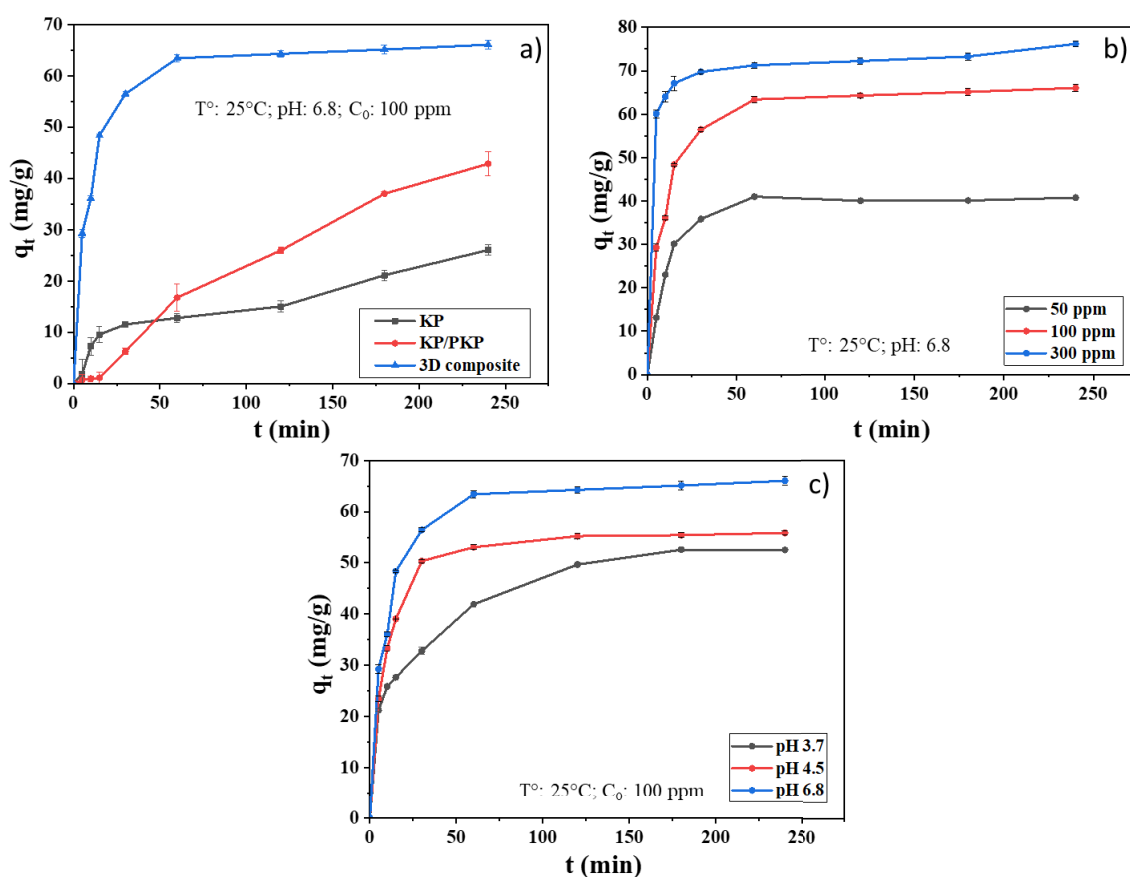 a)
70
60
50
40
30
20
10
0
qt (mg/g)
T°: 25°C; pH: 6.8; C0: 100 ppm
KP
KP/PKP
3D composite
0 50 100 150 200 250
t (min)
b)
80
70
60
50
40
30
20
10
0
qt (mg/g)
50 ppm
100 ppm
300 ppm
T°: 25°C; pH: 6.8
0 50 100 150 200 250
t (min)
c)
70
60
50
40
30
20
10
0
qt (mg/g)
pH 3.7
pH 4.5
pH 6.8
T°: 25°C; C0: 100 ppm
0 50 100 150 200 250
t (min)